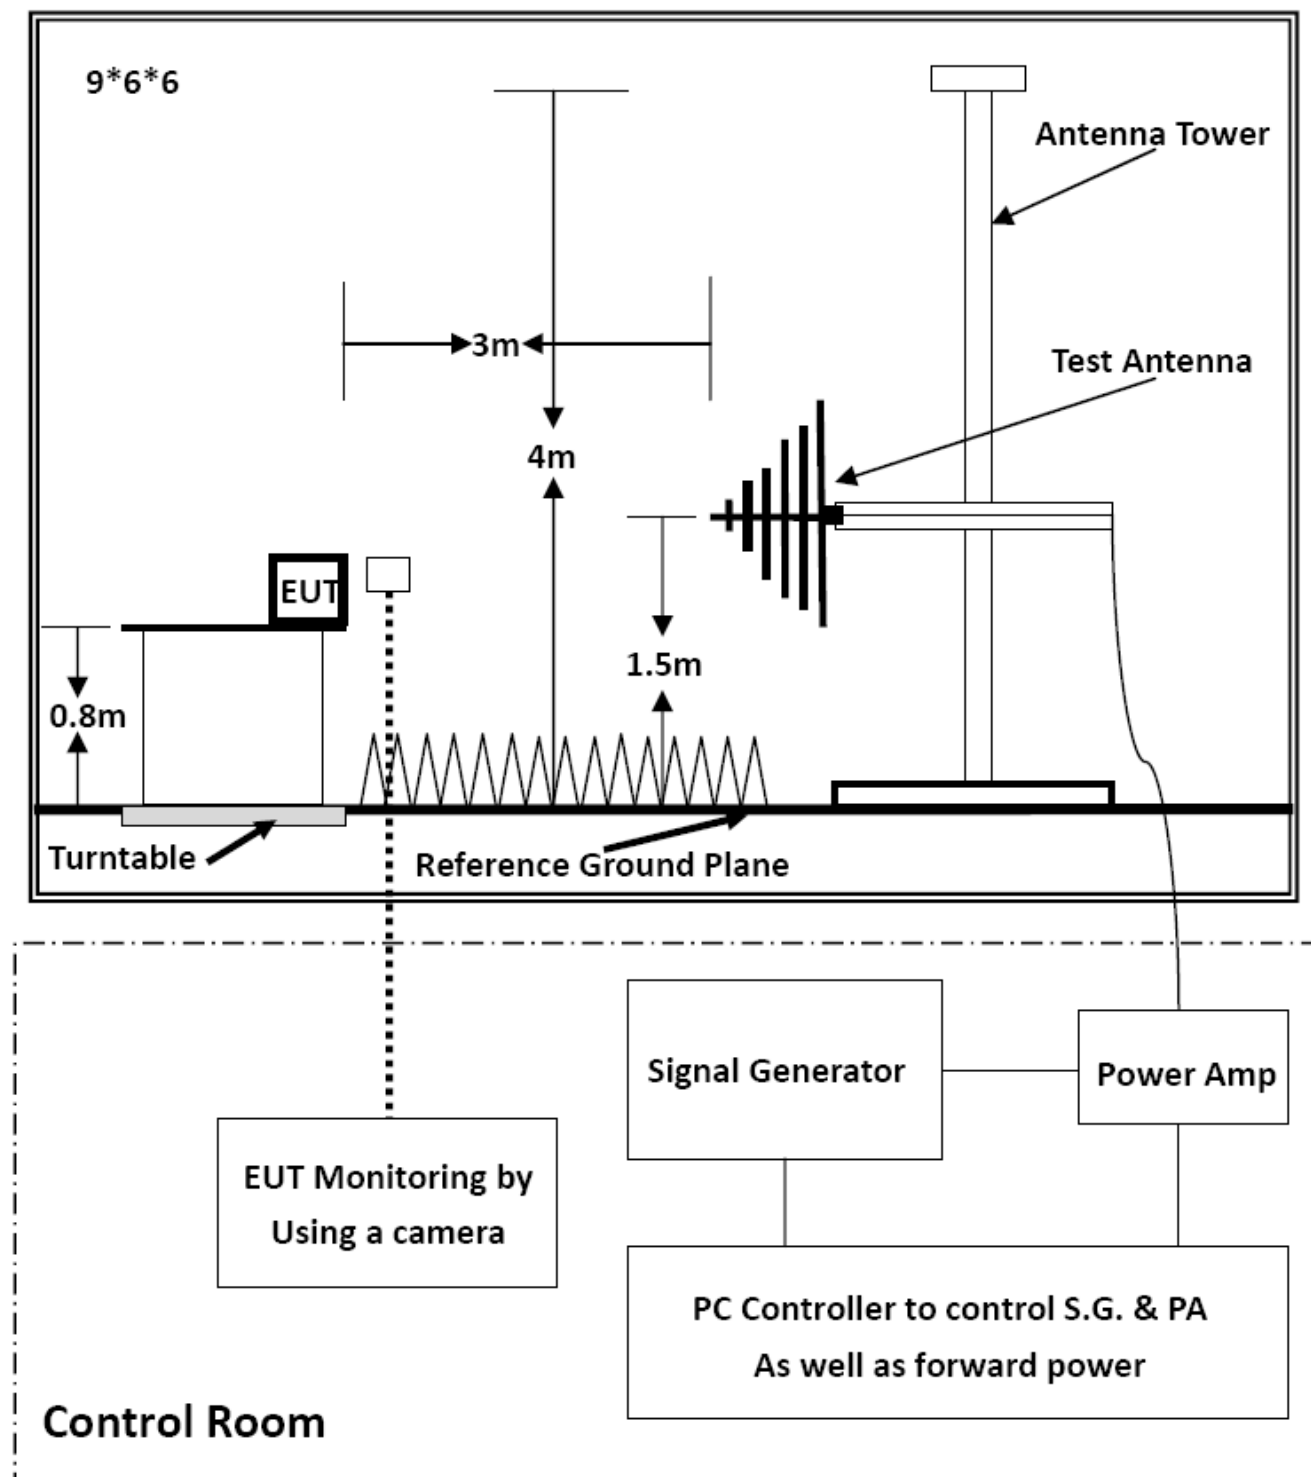 9*6*6
Antenna Tower
3m
Test Antenna
4m
EUT
1.5m
0.8m
Turntable
Reference Ground Plane
Signal Generator
Power Amp
EUT Monitoring by
Using a camera
PC Controller to control S.G. & PA
As well as forward power
Control Room